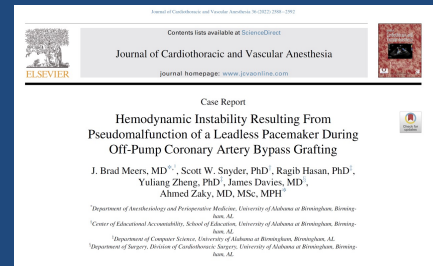 Journal of Cardiothoracic and Vascular Anesthesia 36 (2022) 2588-2592
Contents lists available at ScienceDirect
Journal of Cardiothoracic and Vascular Anesthesia
journal homepage: www.jcvaonline.com
ELSEVIER
Case Report
Hemodynamic Instability Resulting From
Pseudomalfunction of a Leadless Pacemaker During
Off-Pump Coronary Artery Bypass Grafting
Check for
updates
J. Brad Meers, MD*,†, Scott W. Snyder, PhD†, Ragib Hasan, PhD‡,
Yuliang Zheng, PhD‡, James Davies, MD§,
Ahmed Zaky, MD, MSc, MPH*
*Department of Anesthesiology and Perioperative Medicine, University of Alabama at Birmingham, Birming-
ham, AL
†Center of Educational Accountability, School of Education, University of Alabama at Birmingham, Birming-
ham, AL
‡Department of Computer Science, University of Alabama at Birmingham, Birmingham, AL
§Department of Surgery, Division of Cardiothoracic Surgery, University of Alabama at Birmingham, Birming-
ham, AL